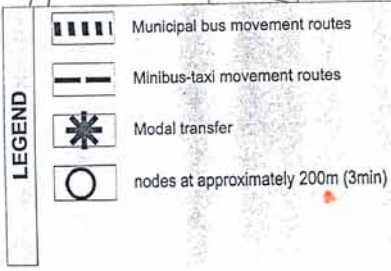 LEGEND
Municipal bus movement routes
Minibus-taxi movement routes
Modal transfer
nodes at approximately 200m (3min)